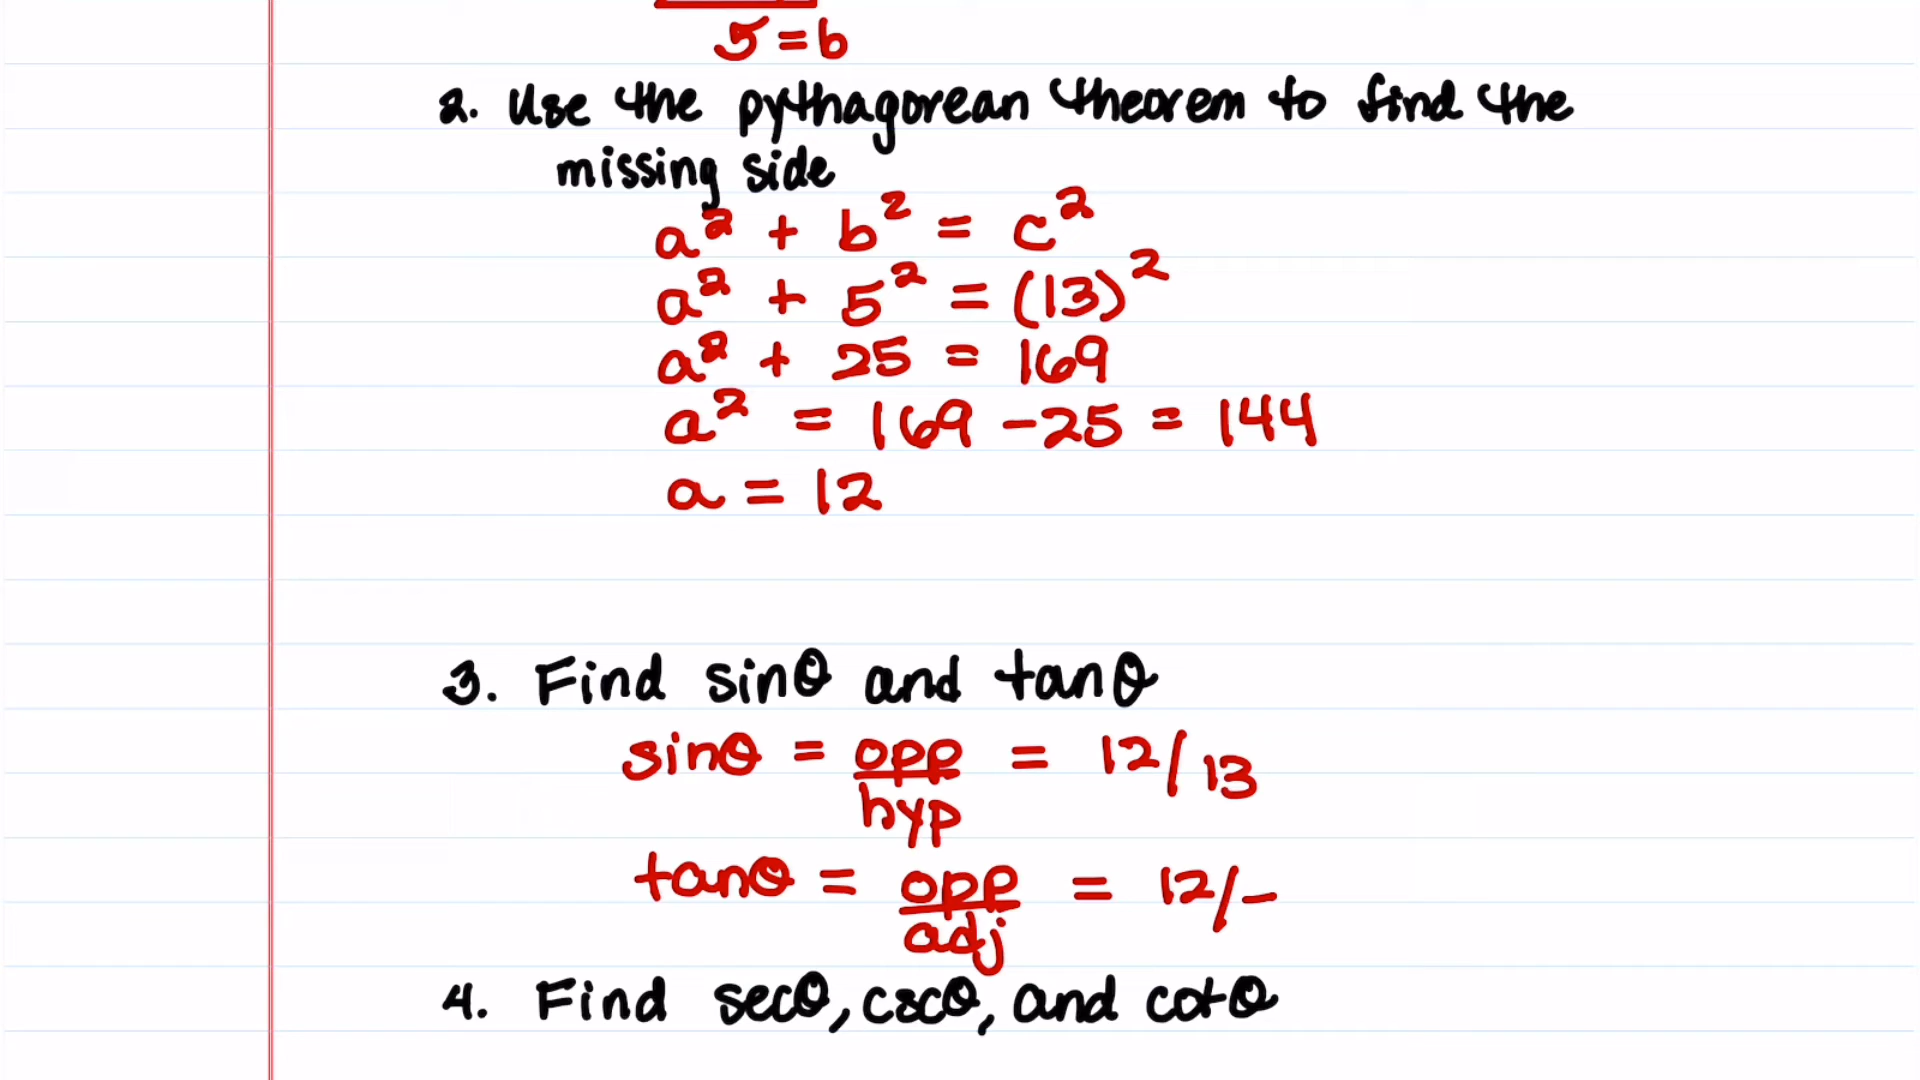 5 = b
2. Use the pythagorean theorem to find the
missing side
a² + b² = c²
a² + 5² = (13)²
a² + 25 = 169
a² = 169 - 25 = 144
a = 12
3. Find sinθ and tanθ
sinθ = opp/hyp = 12/13
tanθ = opp/adj = 12/-
4. Find secθ, cscθ, and cotθ